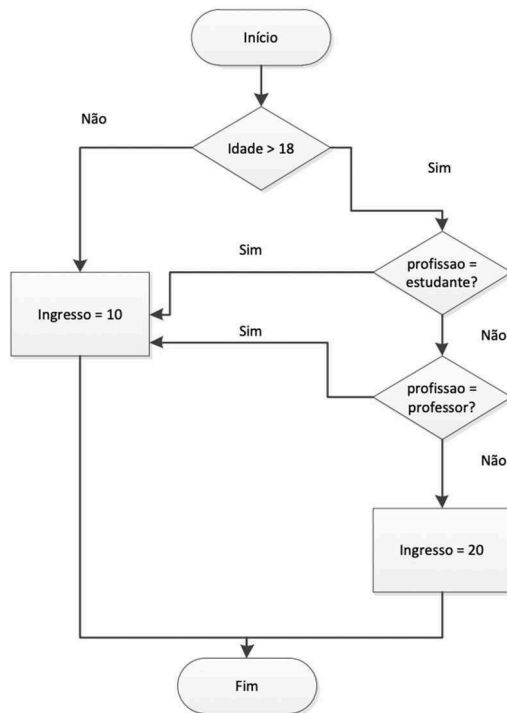 Início
Não
Idade > 18
Sim
Sim
profissao =
estudante?
Ingresso = 10
Sim
Não
profissao =
professor?
Não
Ingresso = 20
Fim